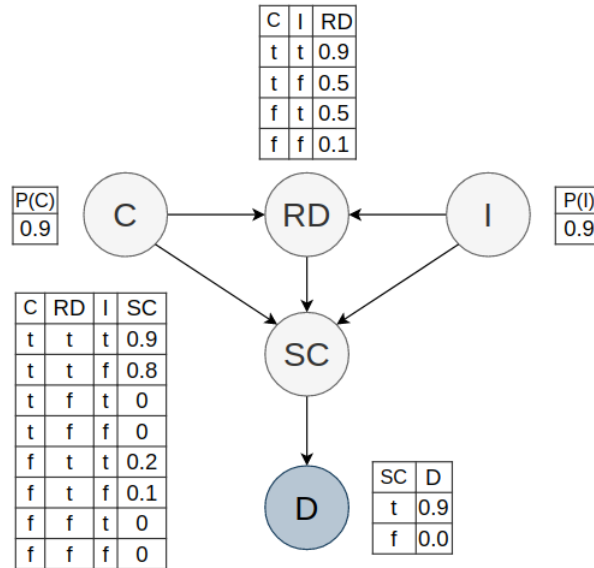 C I RD
t t 0.9
t f 0.5
f t 0.5
f f 0.1
P(C)
0.9
C
RD
I
P(I)
0.9
C RD I SC
t t t 0.9
t t f 0.8
t f t 0
t f f 0
f t t 0.2
f t f 0.1
f f t 0
f f f 0
SC
D
SC D
t 0.9
f 0.0